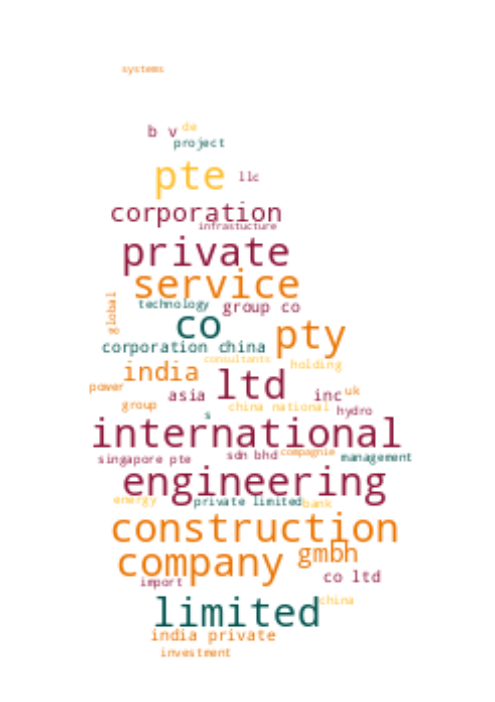 systems
b v de
project
pte llc
corporation
infrastucture
private
service
global technology group co
co pty
corporation china
consultants
india holding
power asia ltd inc uk
group china national hydro
s
international
singapore pte sdn bhd compagnie management
engineering
energy private limited bank
construction
company gmbh
import co ltd
limited china
india private
investment